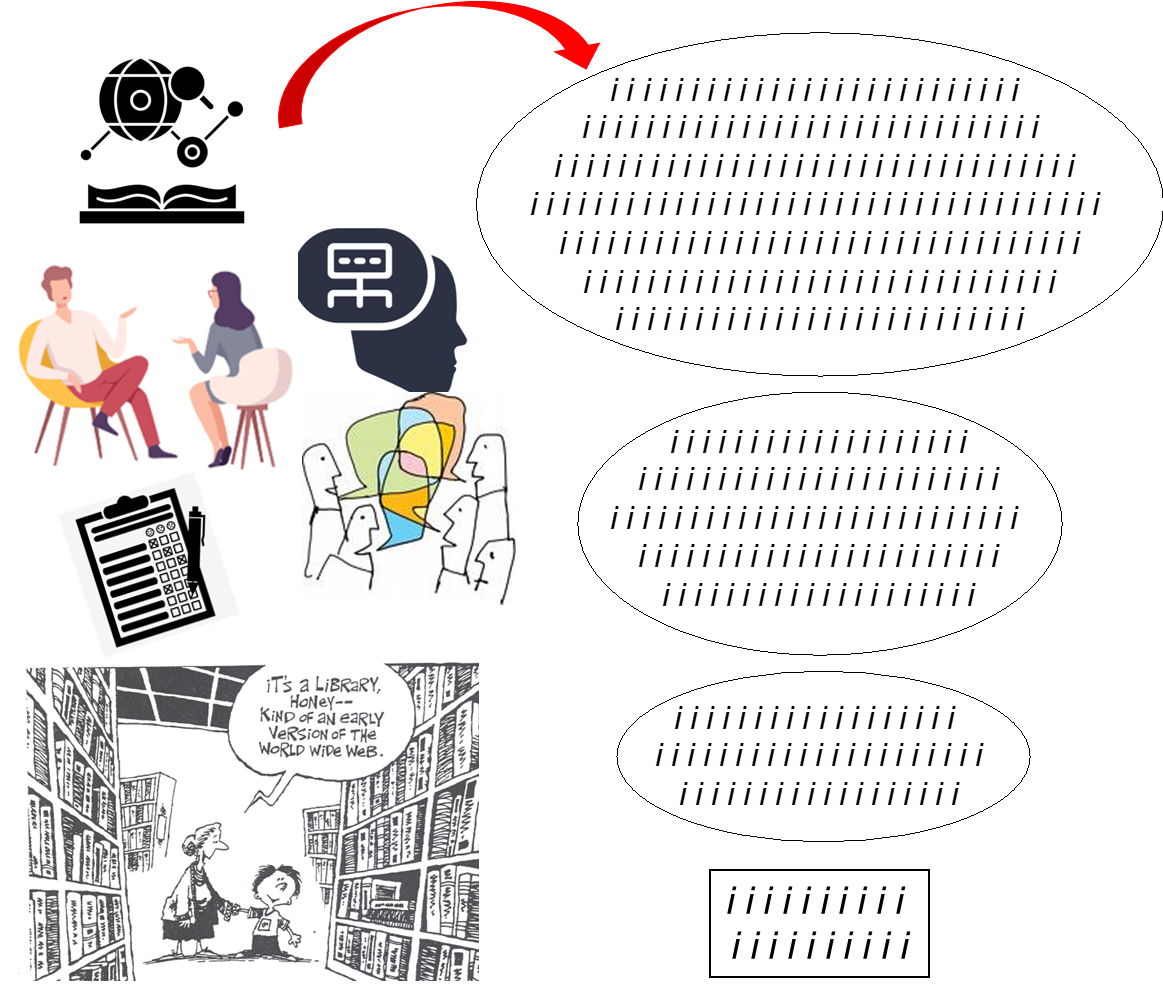 i i i i i i i i i i i i i i i i i i i i i i i i i i
i i i i i i i i i i i i i i i i i i i i i i i i i i i i i
i i i i i i i i i i i i i i i i i i i i i i i i i i i i i i i i i
i i i i i i i i i i i i i i i i i i i i i i i i i i i i i i i i i i i i
i i i i i i i i i i i i i i i i i i i i i i i i i i i i i i i i i
i i i i i i i i i i i i i i i i i i i i i i i i i i i i i i
i i i i i i i i i i i i i i i i i i i i i i i i i i
i i i i i i i i i i i i i i i i i i i
i i i i i i i i i i i i i i i i i i i i i i i
i i i i i i i i i i i i i i i i i i i i i i i i i i
i i i i i i i i i i i i i i i i i i i i i i i
i i i i i i i i i i i i i i i i i i i i
IT'S A LIBRARY,
HONEY--
KIND OF AN EARLY
VERSION OF THE
WORLD WIDE WEB.
i i i i i i i i i i i i i i i i i i
i i i i i i i i i i i i i i i i i i i i i
i i i i i i i i i i i i i i i i i i
i i i i i i i i i i
i i i i i i i i i i